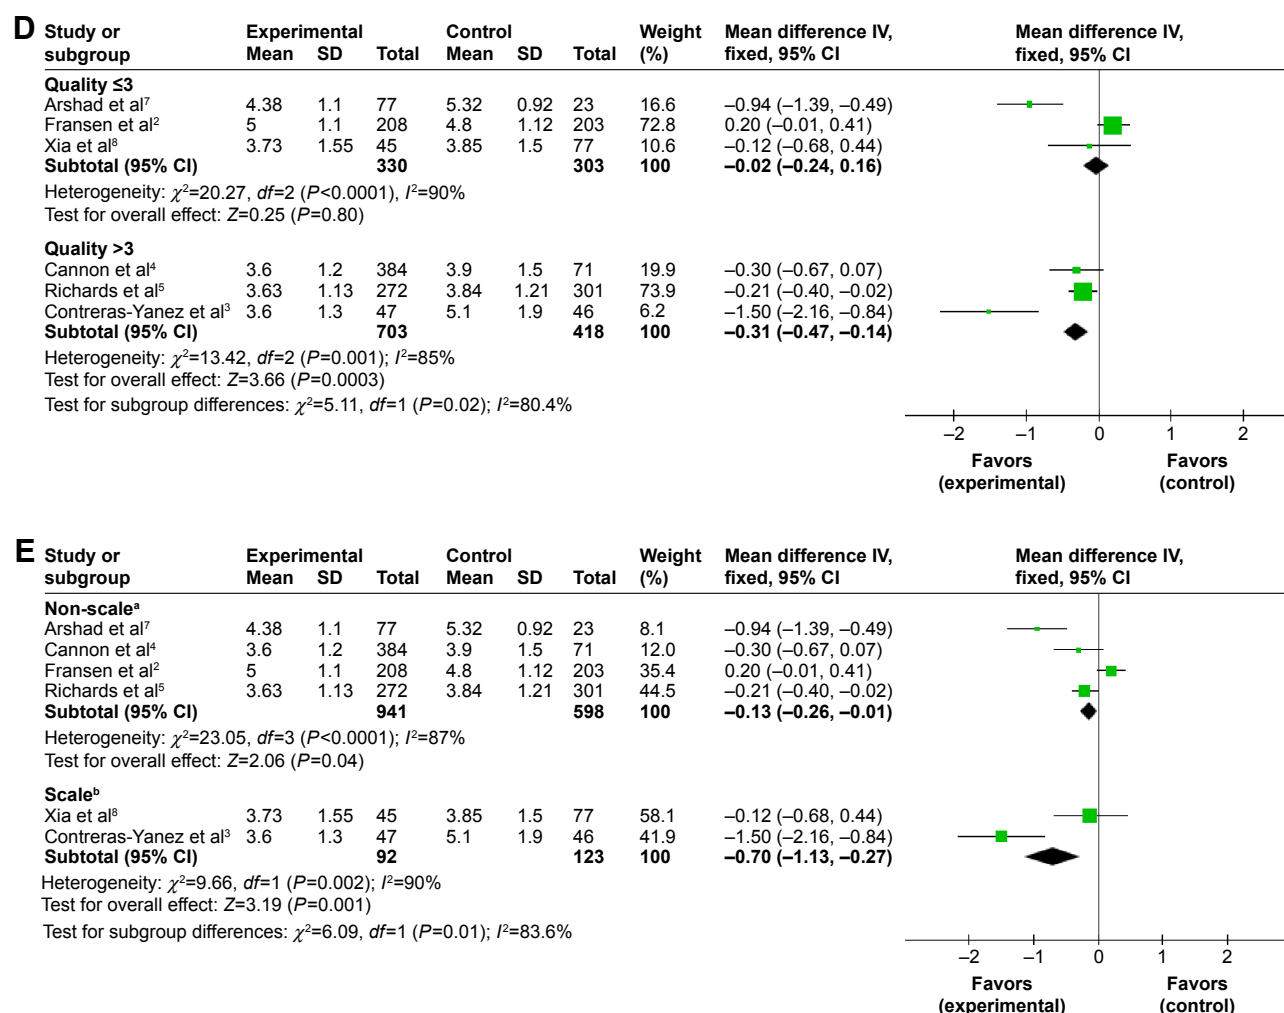 D Study or subgroup Experimental Control Weight (%) Mean difference IV, fixed, 95% CI Mean difference IV, fixed, 95% CI
Mean SD Total Mean SD Total
Quality ≤3
Arshad et al⁷ 4.38 1.1 77 5.32 0.92 23 16.6 –0.94 (–1.39, –0.49)
Fransen et al² 5 1.1 208 4.8 1.12 203 72.8 0.20 (–0.01, 0.41)
Xia et al⁸ 3.73 1.55 45 3.85 1.5 77 10.6 –0.12 (–0.68, 0.44)
Subtotal (95% CI) 330 303 100 –0.02 (–0.24, 0.16)
Heterogeneity: χ²=20.27, df=2 (P<0.0001), I²=90%
Test for overall effect: Z=0.25 (P=0.80)
Quality >3
Cannon et al⁴ 3.6 1.2 384 3.9 1.5 71 19.9 –0.30 (–0.67, 0.07)
Richards et al⁵ 3.63 1.13 272 3.84 1.21 301 73.9 –0.21 (–0.40, –0.02)
Contreras-Yanez et al³ 3.6 1.3 47 5.1 1.9 46 6.2 –1.50 (–2.16, –0.84)
Subtotal (95% CI) 703 418 100 –0.31 (–0.47, –0.14)
Heterogeneity: χ²=13.42, df=2 (P=0.001); I²=85%
Test for overall effect: Z=3.66 (P=0.0003)
Test for subgroup differences: χ²=5.11, df=1 (P=0.02); I²=80.4%
–2 –1 0 1 2
Favors Favors
(experimental) (control)
E Study or subgroup Experimental Control Weight (%) Mean difference IV, fixed, 95% CI Mean difference IV, fixed, 95% CI
Mean SD Total Mean SD Total
Non-scaleᵃ
Arshad et al⁷ 4.38 1.1 77 5.32 0.92 23 8.1 –0.94 (–1.39, –0.49)
Cannon et al⁴ 3.6 1.2 384 3.9 1.5 71 12.0 –0.30 (–0.67, 0.07)
Fransen et al² 5 1.1 208 4.8 1.12 203 35.4 0.20 (–0.01, 0.41)
Richards et al⁵ 3.63 1.13 272 3.84 1.21 301 44.5 –0.21 (–0.40, –0.02)
Subtotal (95% CI) 941 598 100 –0.13 (–0.26, –0.01)
Heterogeneity: χ²=23.05, df=3 (P<0.0001); I²=87%
Test for overall effect: Z=2.06 (P=0.04)
Scaleᵇ
Xia et al⁸ 3.73 1.55 45 3.85 1.5 77 58.1 –0.12 (–0.68, 0.44)
Contreras-Yanez et al³ 3.6 1.3 47 5.1 1.9 46 41.9 –1.50 (–2.16, –0.84)
Subtotal (95% CI) 92 123 100 –0.70 (–1.13, –0.27)
Heterogeneity: χ²=9.66, df=1 (P=0.002); I²=90%
Test for overall effect: Z=3.19 (P=0.001)
Test for subgroup differences: χ²=6.09, df=1 (P=0.01); I²=83.6%
–2 –1 0 1 2
Favors Favors
(experimental) (control)